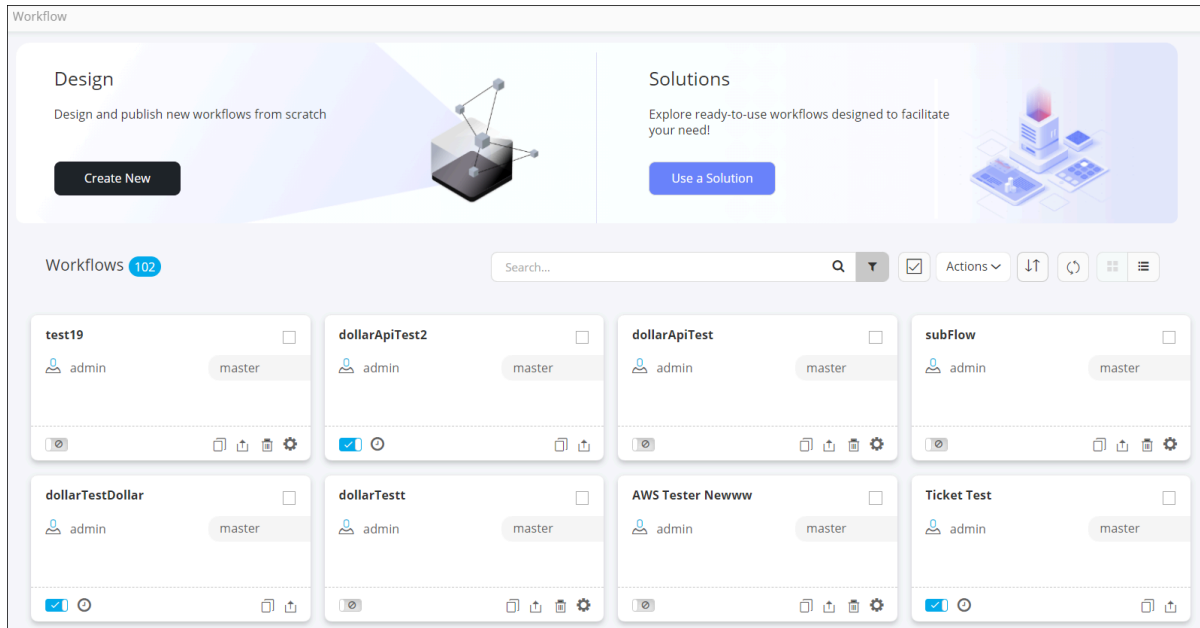 Workflow
Design
Design and publish new workflows from scratch
Create New
Solutions
Explore ready-to-use workflows designed to facilitate
your need!
Use a Solution
Workflows 102
Search...
Actions
test19
admin
master
dollarApiTest2
admin
master
dollarApiTest
admin
master
subFlow
admin
master
dollarTestDollar
admin
master
dollarTestt
admin
master
AWS Tester Newww
admin
master
Ticket Test
admin
master